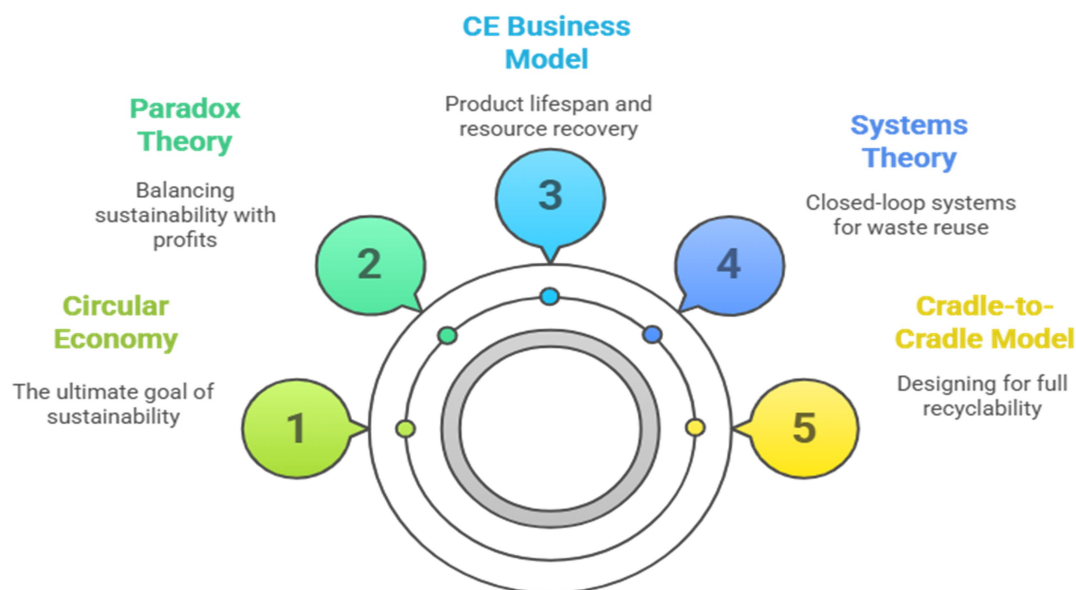 CE Business
Model
Product lifespan and
resource recovery
3
Paradox
Theory
Balancing
sustainability with
profits
2
Systems
Theory
Closed-loop systems
for waste reuse
4
Circular
Economy
The ultimate goal of
sustainability
1
Cradle-to-
Cradle Model
Designing for full
recyclability
5